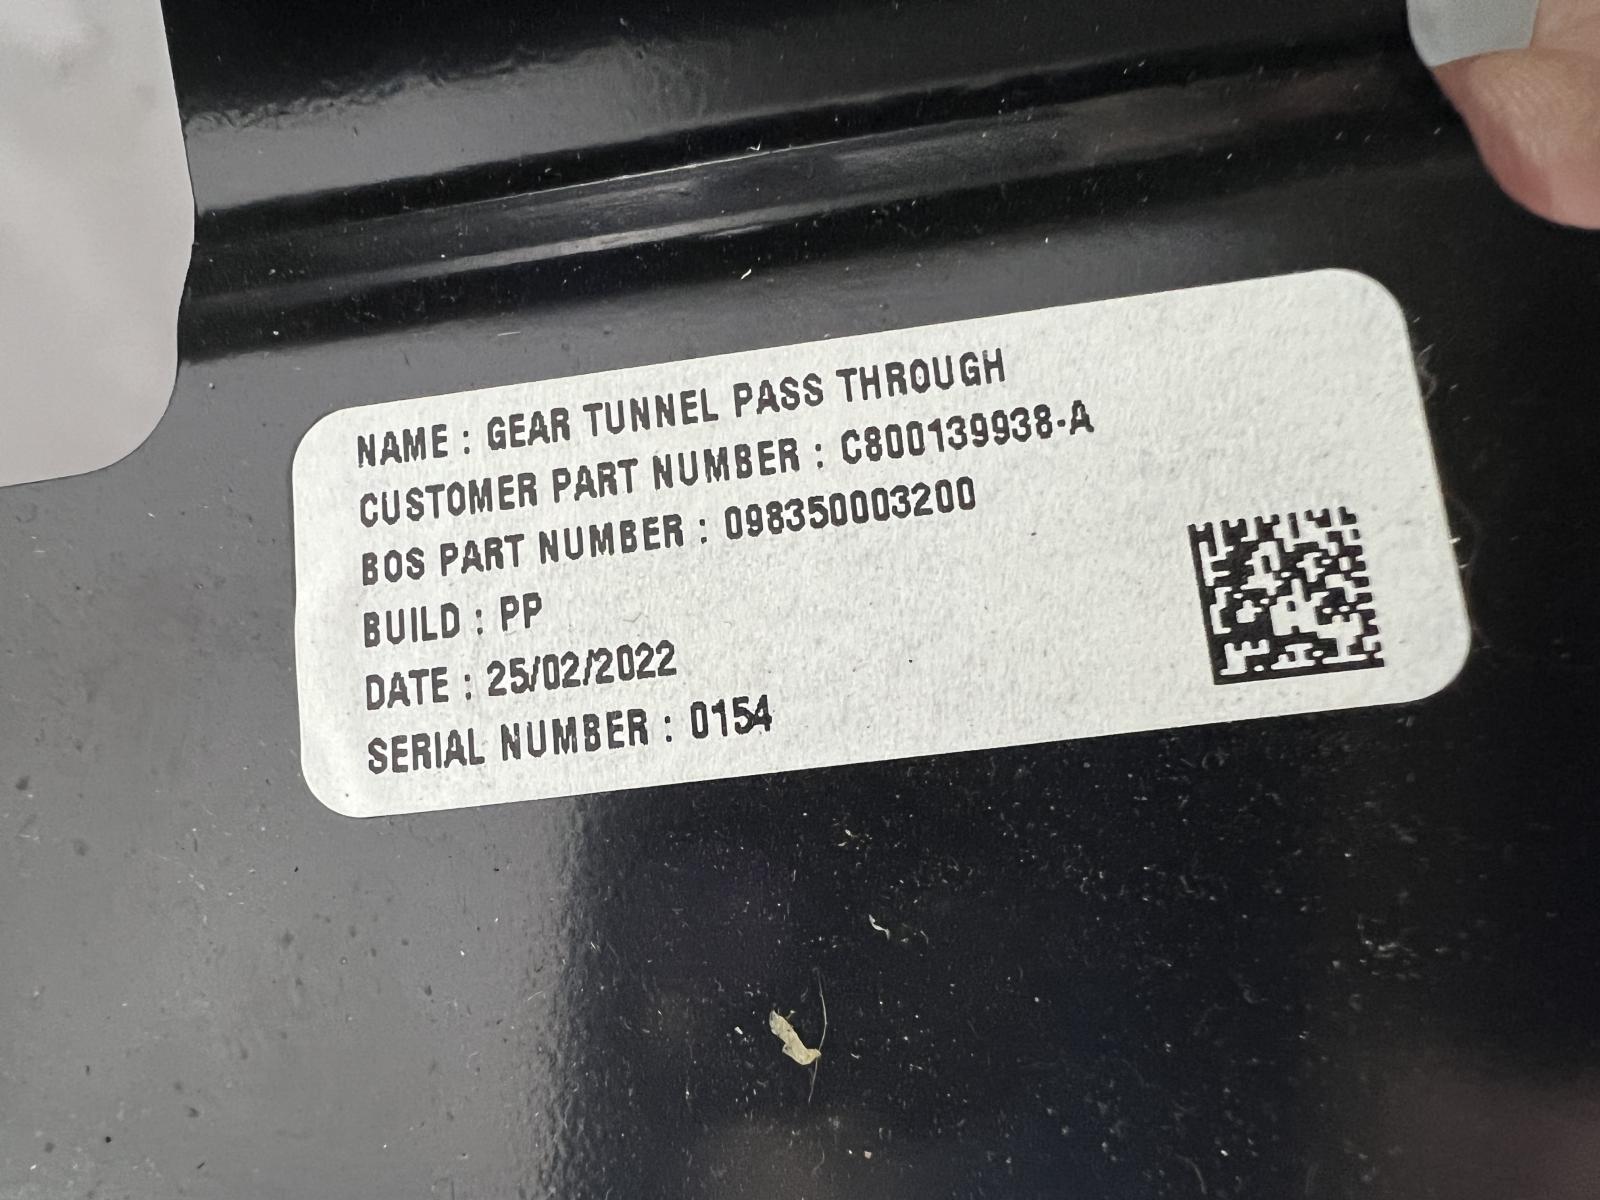 NAME : GEAR TUNNEL PASS THROUGH
CUSTOMER PART NUMBER : C800139938-A
BOS PART NUMBER : 098350003200
BUILD : PP
DATE : 25/02/2022
SERIAL NUMBER : 0154